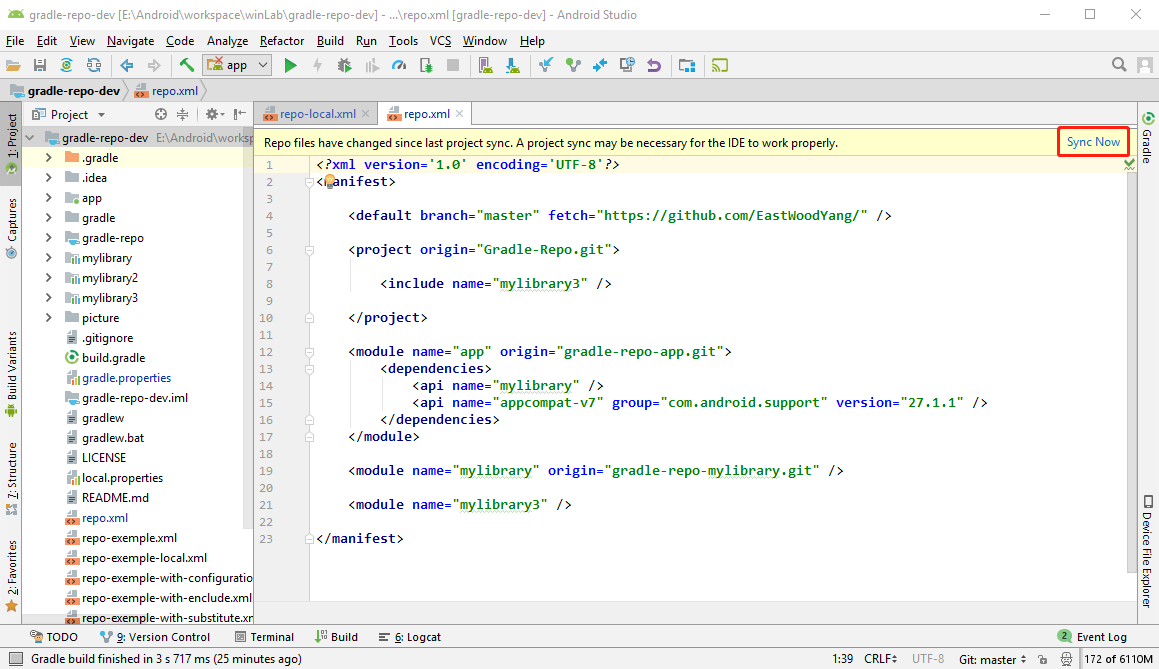 gradle-repo-dev [E:\Android\workspace\winLab\gradle-repo-dev] - ...\repo.xml [gradle-repo-dev] - Android Studio
File Edit View Navigate Code Analyze Refactor Build Run Tools VCS Window Help
app
gradle-repo-dev repo.xml
Project
repo-local.xml
repo.xml
1: Project
Captures
Build Variants
7: Structure
2: Favorites
gradle-repo-dev E:\Android\worksp
.gradle
.idea
app
gradle
gradle-repo
mylibrary
mylibrary2
mylibrary3
picture
.gitignore
build.gradle
gradle.properties
gradle-repo-dev.iml
gradlew
gradlew.bat
LICENSE
local.properties
README.md
repo.xml
repo-exemple.xml
repo-exemple-local.xml
repo-exemple-with-configuratio
repo-exemple-with-enclude.xml
repo-exemple-with-substitute.xm
Repo files have changed since last project sync. A project sync may be necessary for the IDE to work properly. Sync Now
1 <?xml version='1.0' encoding='UTF-8'?>
2 <manifest>
3
4 <default branch="master" fetch="https://github.com/EastWoodYang/" />
5
6 <project origin="Gradle-Repo.git">
7
8 <include name="mylibrary3" />
9
10 </project>
11
12 <module name="app" origin="gradle-repo-app.git">
13 <dependencies>
14 <api name="mylibrary" />
15 <api name="appcompat-v7" group="com.android.support" version="27.1.1" />
16 </dependencies>
17 </module>
18
19 <module name="mylibrary" origin="gradle-repo-mylibrary.git" />
20
21 <module name="mylibrary3" />
22
23 </manifest>
Gradle
Device File Explorer
TODO 9: Version Control Terminal Build 6: Logcat 2 Event Log
Gradle build finished in 3 s 717 ms (25 minutes ago) 1:39 CRLF UTF-8 Git: master 172 of 6110M